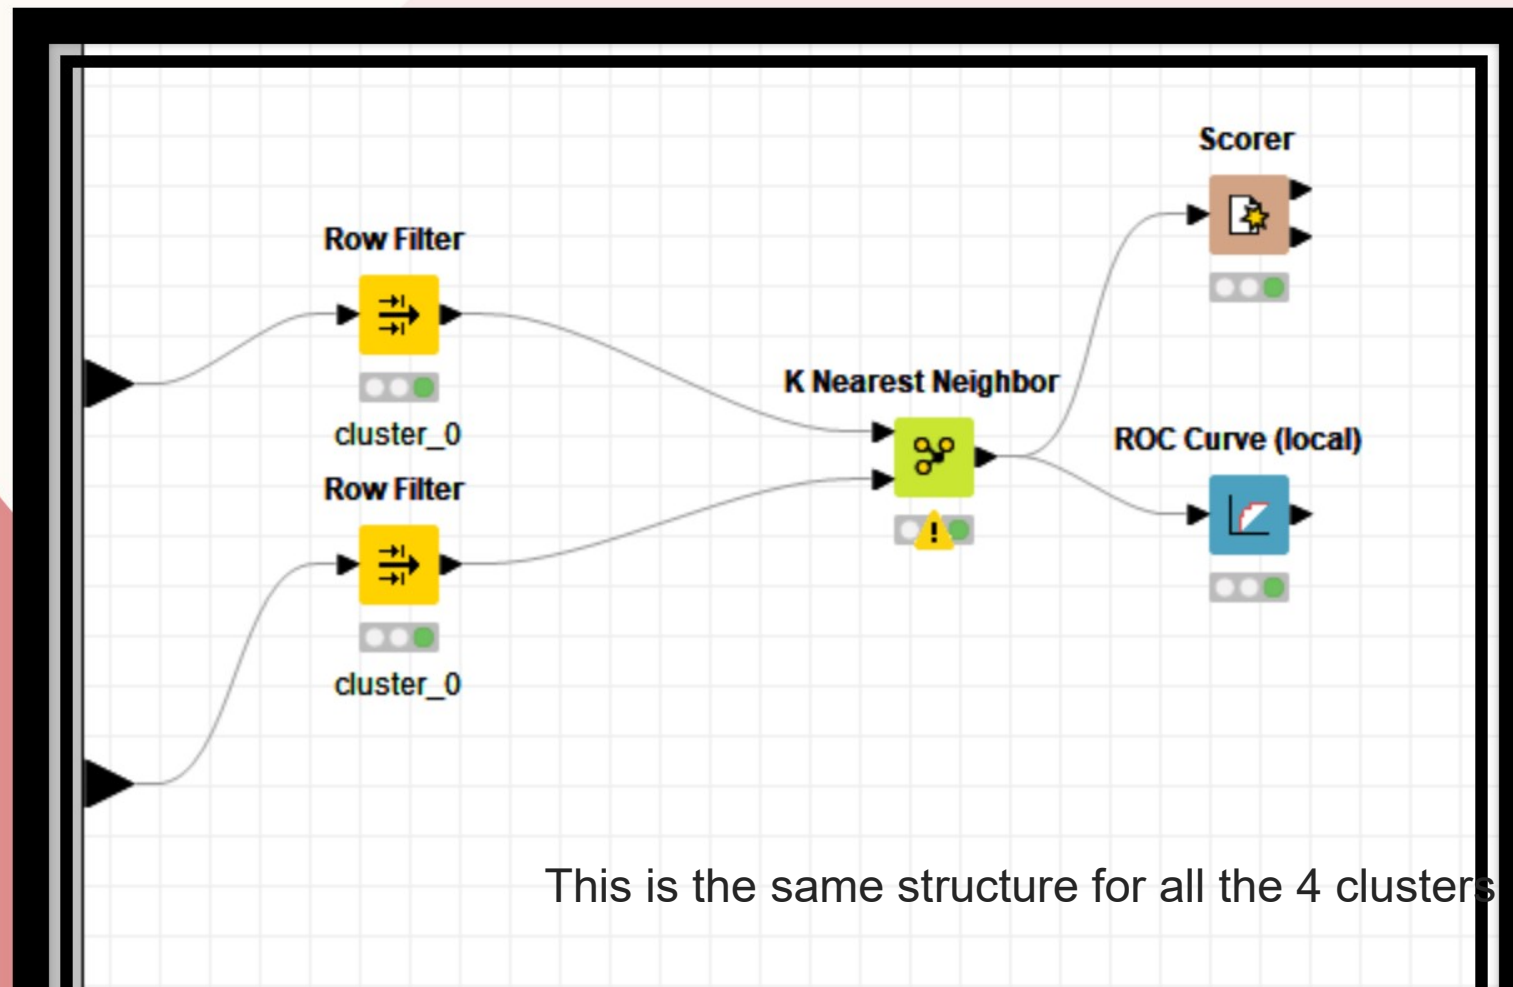 Scorer
Row Filter
cluster_0
K Nearest Neighbor
ROC Curve (local)
Row Filter
cluster_0
This is the same structure for all the 4 clusters